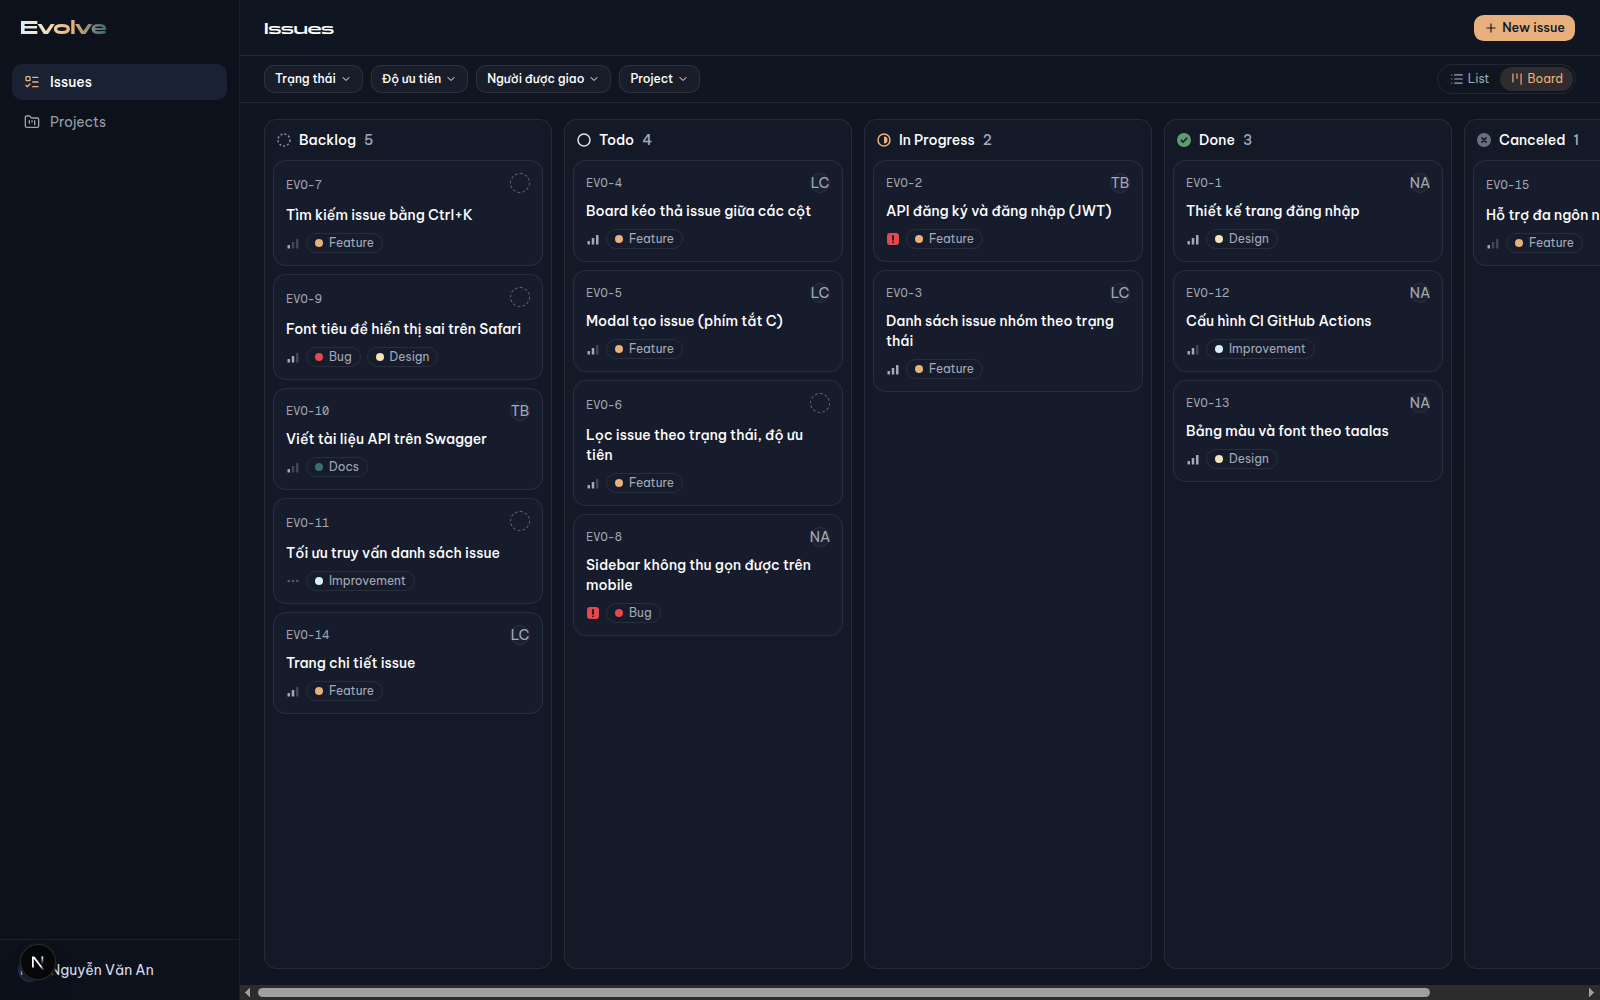 Evolve
Issues
Projects
Nguyễn Văn An
Issues
New issue
Trạng thái
Độ ưu tiên
Người được giao
Project
List
Board
Backlog 5
EVO-7
Tìm kiếm issue bằng Ctrl+K
Feature
EVO-9
Font tiêu đề hiển thị sai trên Safari
Bug
Design
EVO-10
TB
Viết tài liệu API trên Swagger
Docs
EVO-11
Tối ưu truy vấn danh sách issue
Improvement
EVO-14
LC
Trang chi tiết issue
Feature
Todo 4
EVO-4
LC
Board kéo thả issue giữa các cột
Feature
EVO-5
LC
Modal tạo issue (phím tắt C)
Feature
EVO-6
Lọc issue theo trạng thái, độ ưu
tiên
Feature
EVO-8
NA
Sidebar không thu gọn được trên
mobile
Bug
In Progress 2
EVO-2
TB
API đăng ký và đăng nhập (JWT)
Feature
EVO-3
LC
Danh sách issue nhóm theo trạng
thái
Feature
Done 3
EVO-1
NA
Thiết kế trang đăng nhập
Design
EVO-12
NA
Cấu hình CI GitHub Actions
Improvement
EVO-13
NA
Bảng màu và font theo taalas
Design
Canceled 1
EVO-15
Hỗ trợ đa ngôn n
Feature